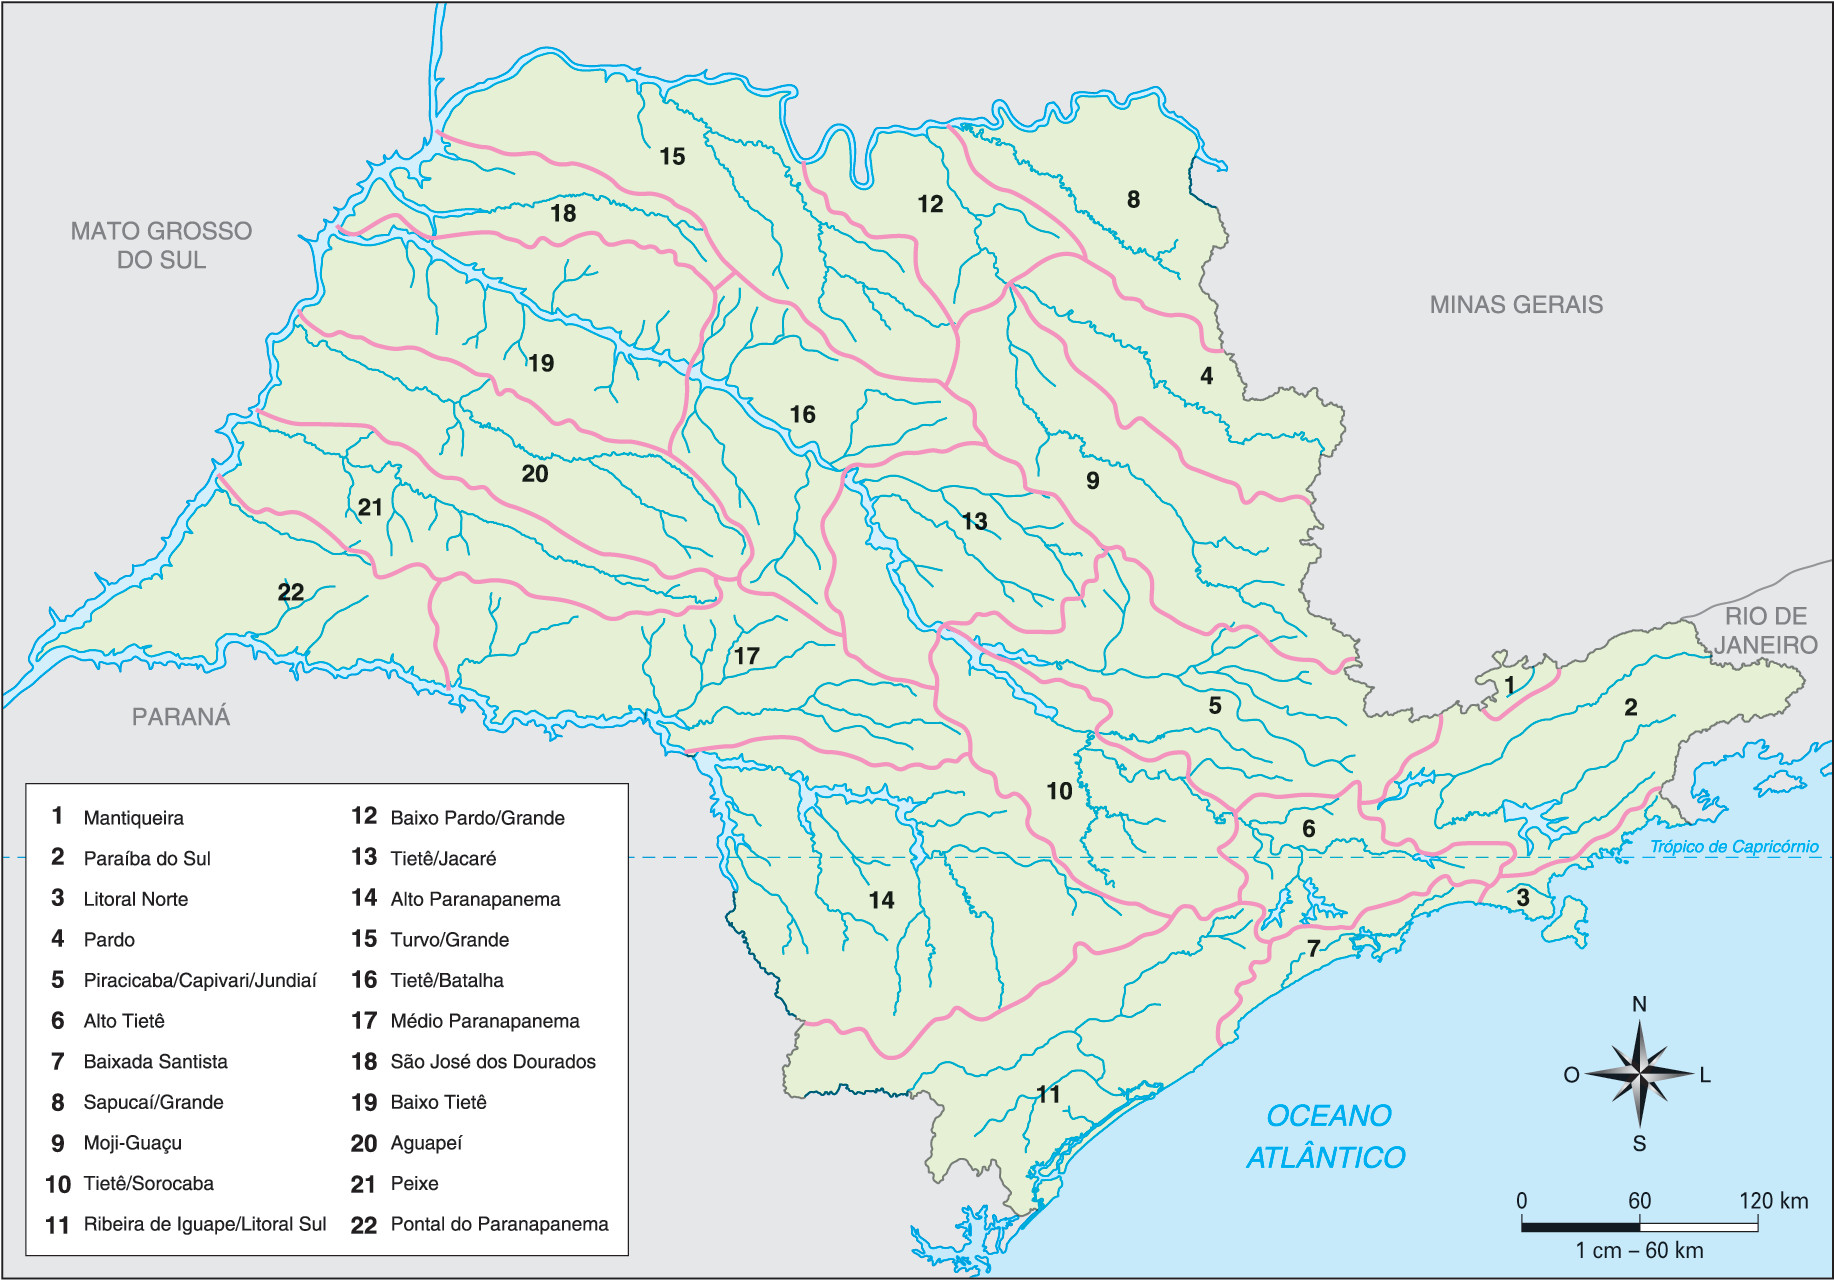 15
12
8
18
MATO GROSSO
DO SUL
MINAS GERAIS
19
4
16
20
9
21
13
22
RIO DE
JANEIRO
17
1
5
2
PARANÁ
10
6
Trópico de Capricórnio
14
3
7
11
OCEANO
ATLÂNTICO
N
O
L
S
0 60 120 km
1 cm – 60 km
1 Mantiqueira
2 Paraíba do Sul
3 Litoral Norte
4 Pardo
5 Piracicaba/Capivari/Jundiaí
6 Alto Tietê
7 Baixada Santista
8 Sapucaí/Grande
9 Moji-Guaçu
10 Tietê/Sorocaba
11 Ribeira de Iguape/Litoral Sul
12 Baixo Pardo/Grande
13 Tietê/Jacaré
14 Alto Paranapanema
15 Turvo/Grande
16 Tietê/Batalha
17 Médio Paranapanema
18 São José dos Dourados
19 Baixo Tietê
20 Aguapeí
21 Peixe
22 Pontal do Paranapanema